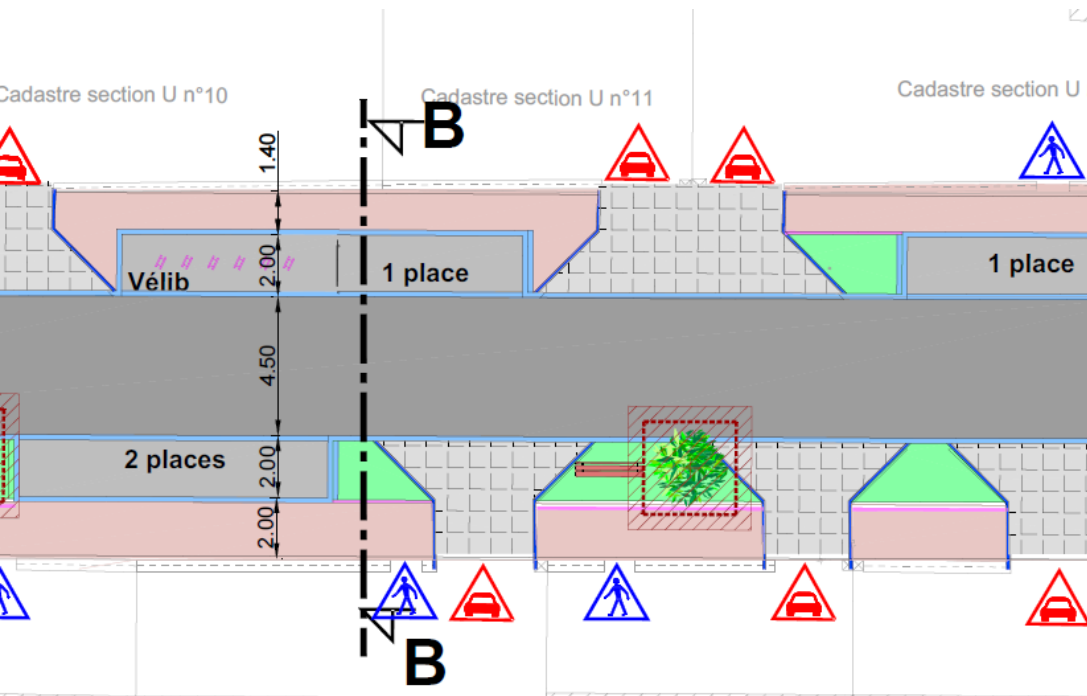 Cadastre section U n°10
Cadastre section U n°11
Cadastre section U
B
1.40
2.00
Vélib
1 place
1 place
4.50
2 places
2.00
2.00
B